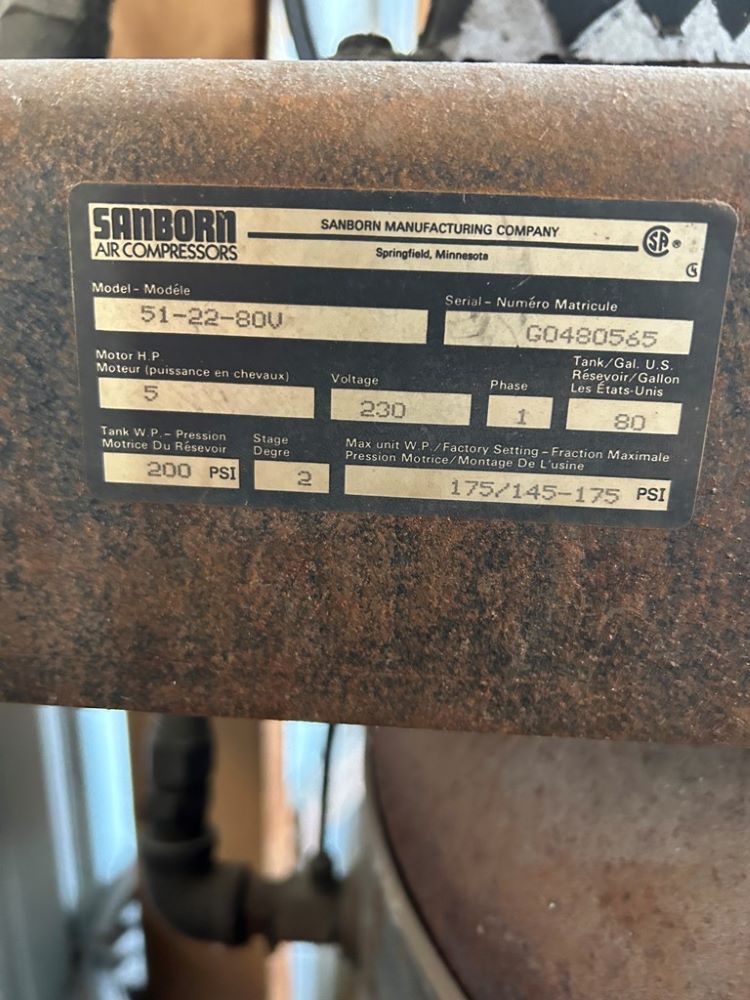 SANBORN
AIR COMPRESSORS
SANBORN MANUFACTURING COMPANY
Springfield, Minnesota
Model - Modéle
51-22-80V
Serial - Numéro Matricule
G0480565
Motor H.P.
Moteur (puissance en chevaux)
5
Voltage
230
Phase
1
Tank/Gal. U.S.
Résevoir/Gallon
Les États-Unis
80
Tank W.P. - Pression
Motrice Du Résevoir
200 PSI
Stage
Degre
2
Max unit W.P./Factory Setting - Fraction Maximale
Pression Motrice/Montage De L'usine
175/145-175 PSI